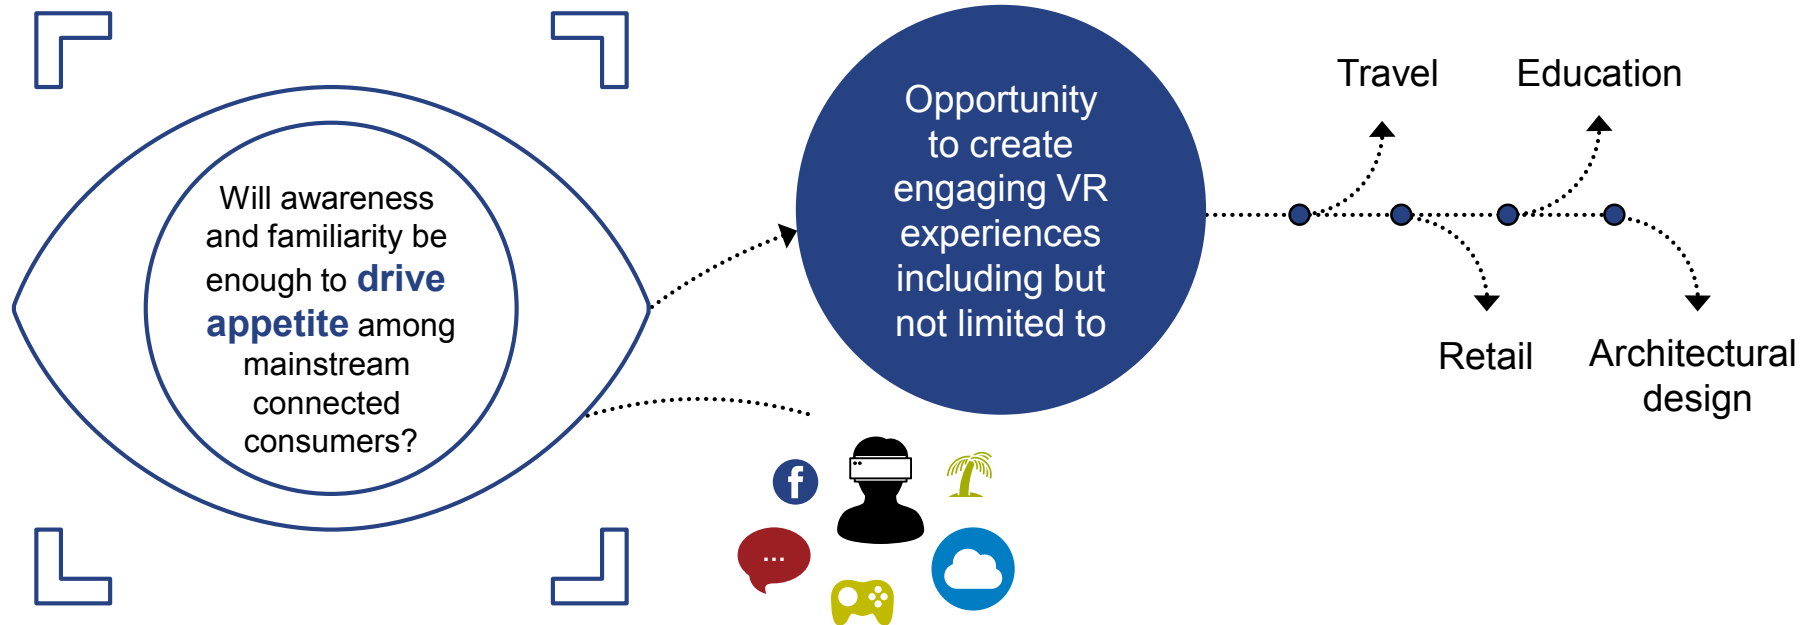 Will awareness
and familiarity be
enough to drive
appetite among
mainstream
connected
consumers?
Opportunity
to create
engaging VR
experiences
including but
not limited to
Travel
Education
Retail
Architectural
design
f
...